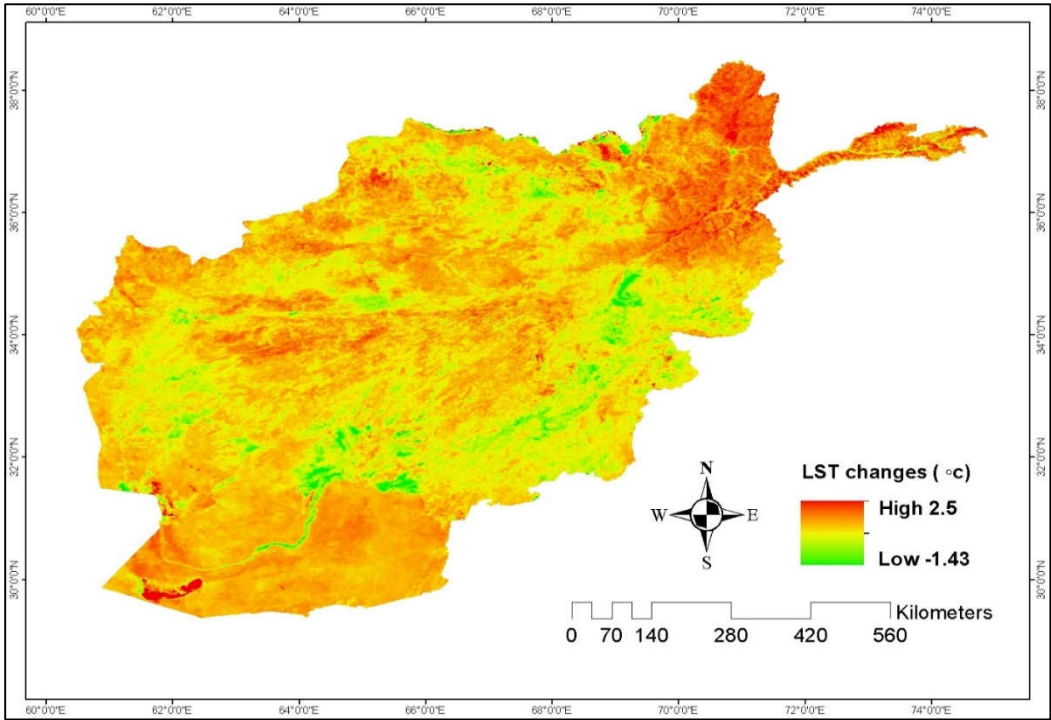 60°0'0"E 62°0'0"E 64°0'0"E 66°0'0"E 68°0'0"E 70°0'0"E 72°0'0"E 74°0'0"E
38°0'0"N 38°0'0"N
36°0'0"N 36°0'0"N
34°0'0"N 34°0'0"N
32°0'0"N 32°0'0"N
30°0'0"N 30°0'0"N
N
W E
S
LST changes ( °c)
High 2.5
Low -1.43
Kilometers
0 70 140 280 420 560
60°0'0"E 62°0'0"E 64°0'0"E 66°0'0"E 68°0'0"E 70°0'0"E 72°0'0"E 74°0'0"E